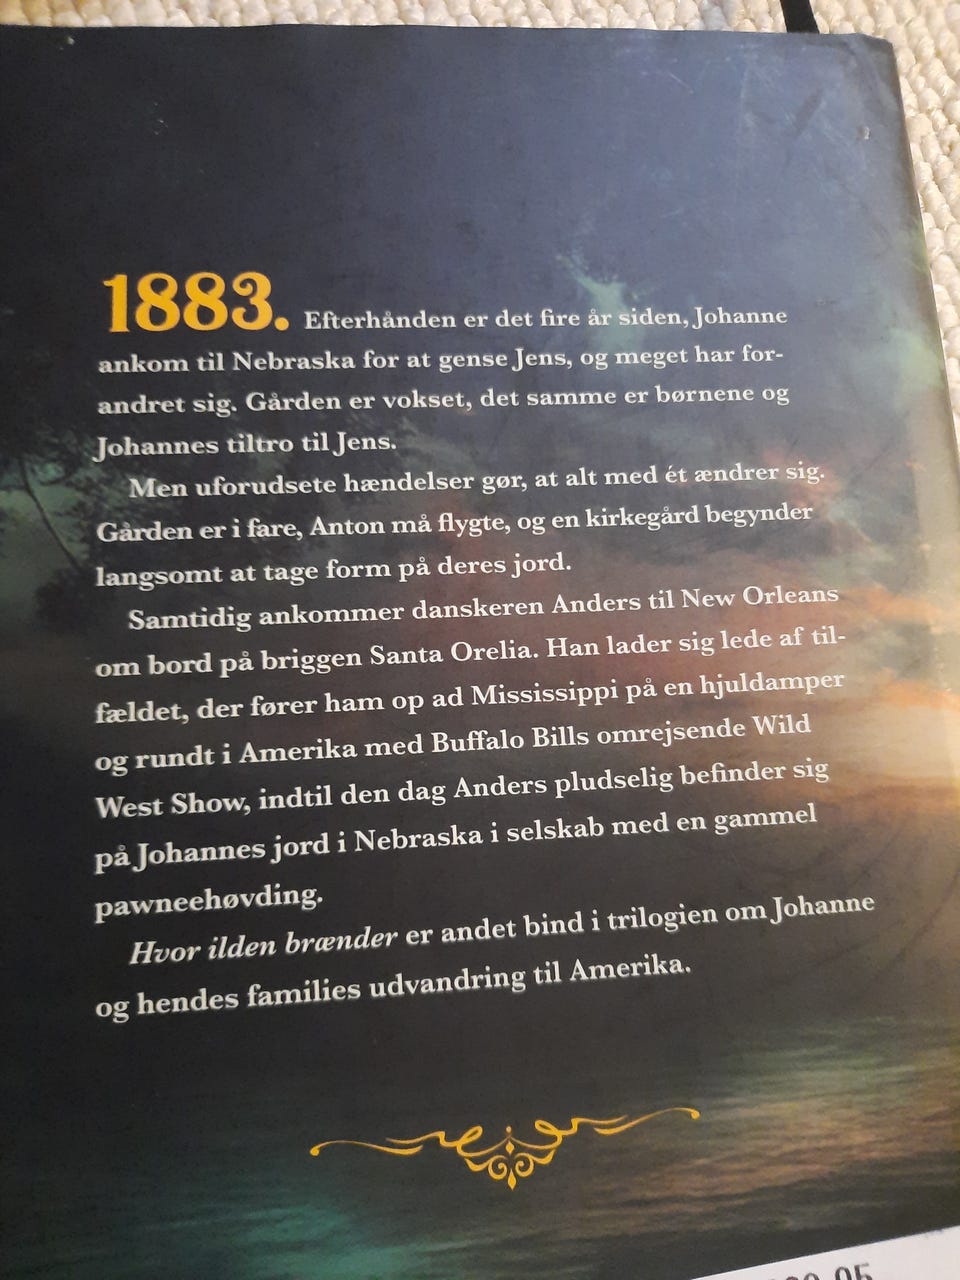 1883. Efterhånden er det fire år siden, Johanne
ankom til Nebraska for at gense Jens, og meget har for-
andret sig. Gården er vokset, det samme er børnene og
Johannes tiltro til Jens.
Men uforudsete hændelser gør, at alt med ét ændrer sig.
Gården er i fare, Anton må flygte, og en kirkegård begynder
langsomt at tage form på deres jord.
Samtidig ankommer danskeren Anders til New Orleans
om bord på briggen Santa Orelia. Han lader sig lede af til-
fældet, der fører ham op ad Mississippi på en hjuldamper
og rundt i Amerika med Buffalo Bills omrejsende Wild
West Show, indtil den dag Anders pludselig befinder sig
på Johannes jord i Nebraska i selskab med en gammel
pawneehøvding.
Hvor ilden brænder er andet bind i trilogien om Johanne
og hendes families udvandring til Amerika.